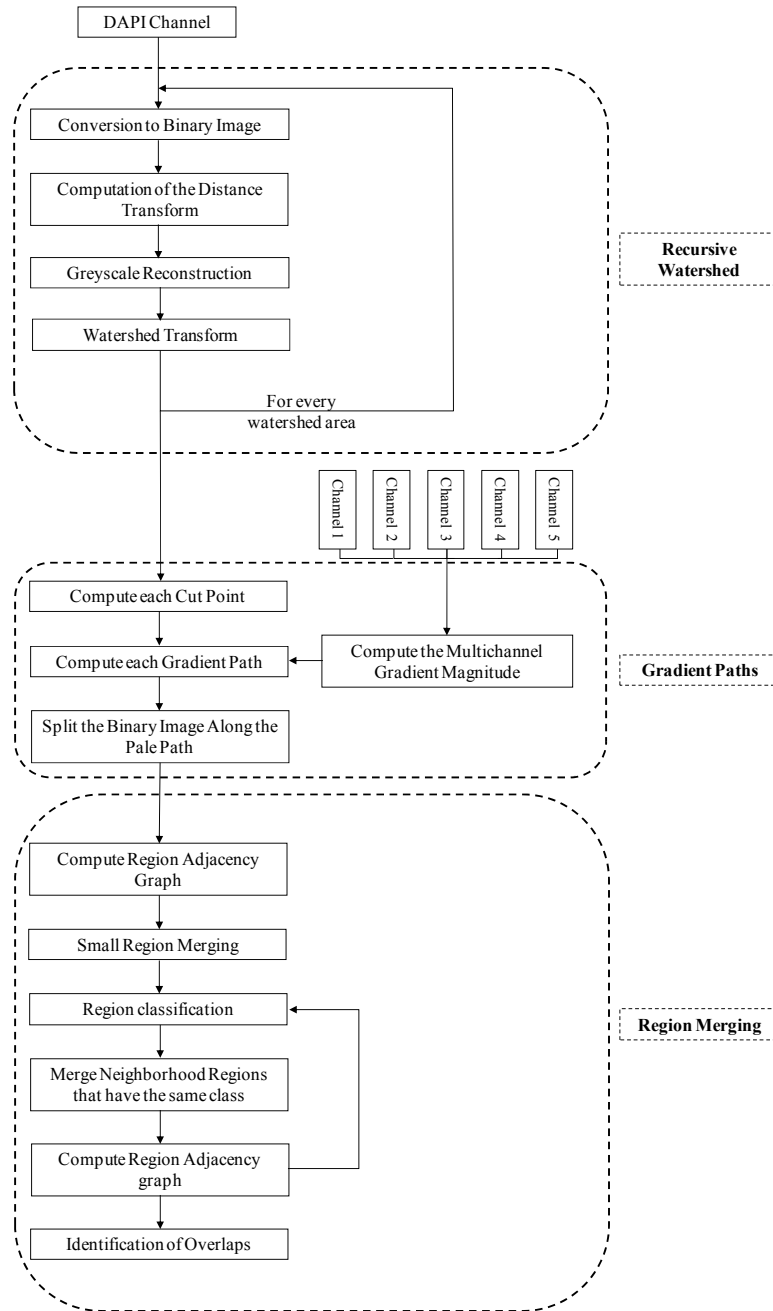 DAPI Channel
Conversion to Binary Image
Computation of the Distance
Transform
Greyscale Reconstruction
Watershed Transform
For every
watershed area
Recursive
Watershed
Channel 1
Channel 2
Channel 3
Channel 4
Channel 5
Compute each Cut Point
Compute each Gradient Path
Compute the Multichannel
Gradient Magnitude
Split the Binary Image Along the
Pale Path
Gradient Paths
Compute Region Adjacency
Graph
Small Region Merging
Region classification
Merge Neighborhood Regions
that have the same class
Compute Region Adjacency
graph
Identification of Overlaps
Region Merging